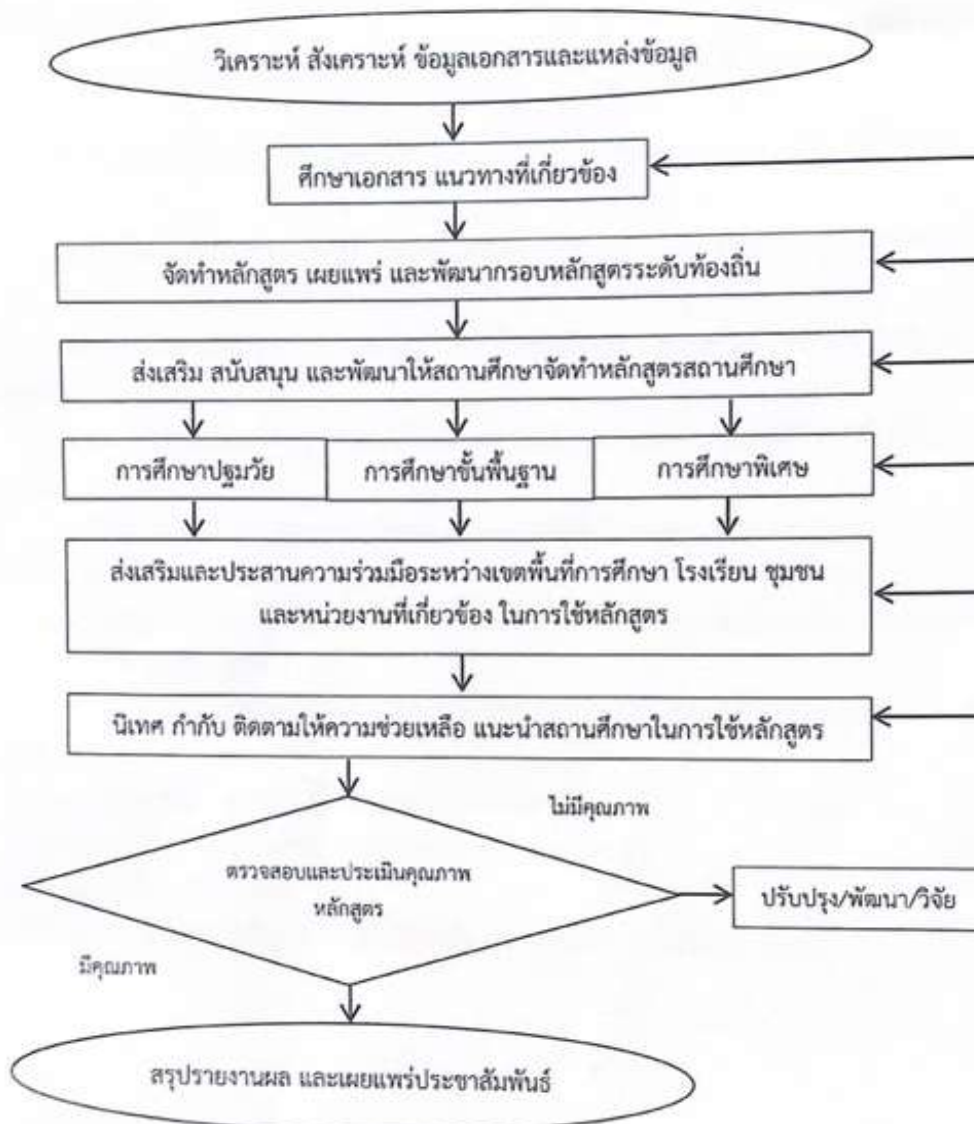 วิเคราะห์ สังเคราะห์ ข้อมูลเอกสารและแหล่งข้อมูล
ศึกษาเอกสาร แนวทางที่เกี่ยวข้อง
จัดทำหลักสูตร เผยแพร่ และพัฒนากรอบหลักสูตรระดับท้องถิ่น
ส่งเสริม สนับสนุน และพัฒนาให้สถานศึกษาจัดทำหลักสูตรสถานศึกษา
การศึกษาปฐมวัย
การศึกษาขั้นพื้นฐาน
การศึกษาพิเศษ
ส่งเสริมและประสานความร่วมมือระหว่างเขตพื้นที่การศึกษา โรงเรียน ชุมชน
และหน่วยงานที่เกี่ยวข้อง ในการใช้หลักสูตร
นิเทศ กำกับ ติดตามให้ความช่วยเหลือ แนะนำสถานศึกษาในการใช้หลักสูตร
ไม่มีคุณภาพ
ตรวจสอบและประเมินคุณภาพ
หลักสูตร
ปรับปรุง/พัฒนา/วิจัย
มีคุณภาพ
สรุปรายงานผล และเผยแพร่ประชาสัมพันธ์